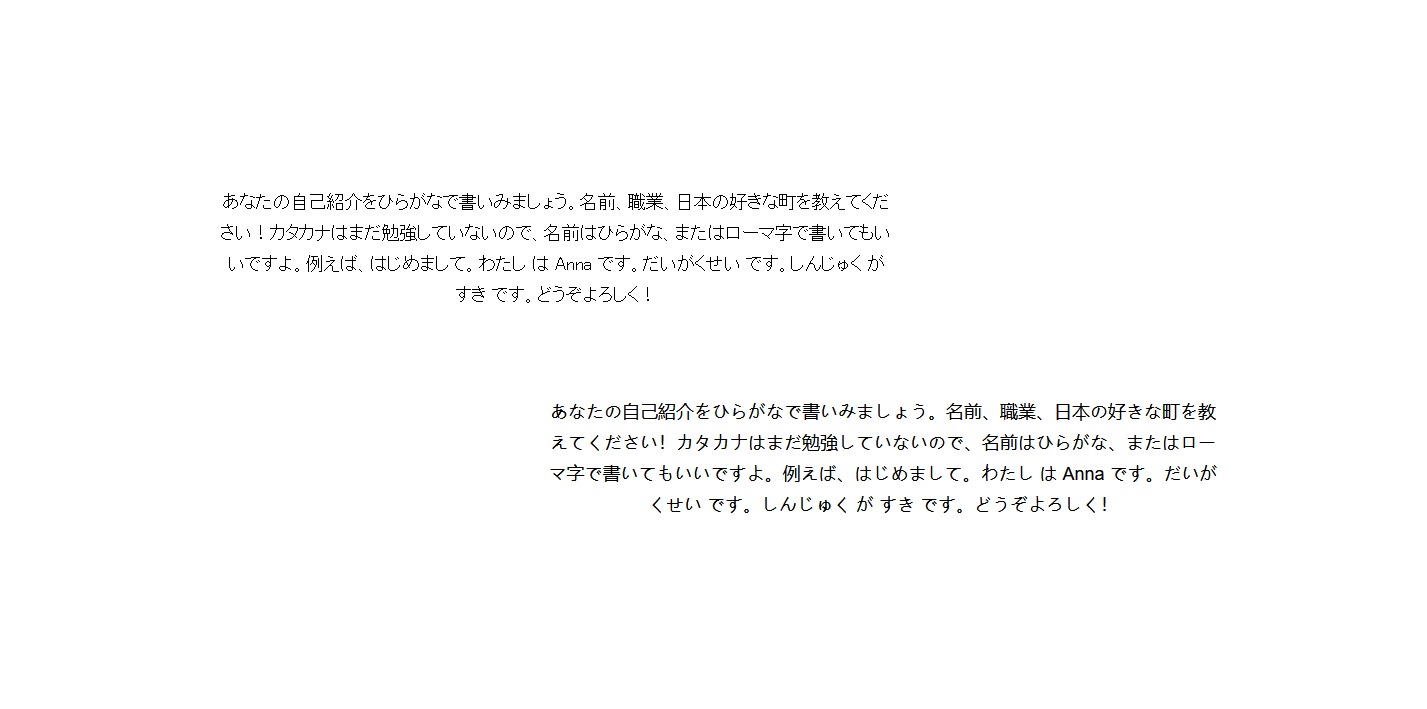 あなたの自己紹介をひらがなで書いみましょう。名前、職業、日本の好きな町を教えてくだ
さい！カタカナはまだ勉強していないので、名前はひらがな、またはローマ字で書いてもい
いですよ。例えば、はじめまして。わたし は Anna です。だいがくせい です。しんじゅく が
すき です。どうぞよろしく！
あなたの自己紹介をひらがなで書いみましょう。名前、職業、日本の好きな町を教
えてください！カタカナはまだ勉強していないので、名前はひらがな、またはロー
マ字で書いてもいいですよ。例えば、はじめまして。わたし は Anna です。だいが
くせい です。しんじゅく が すき です。どうぞよろしく！